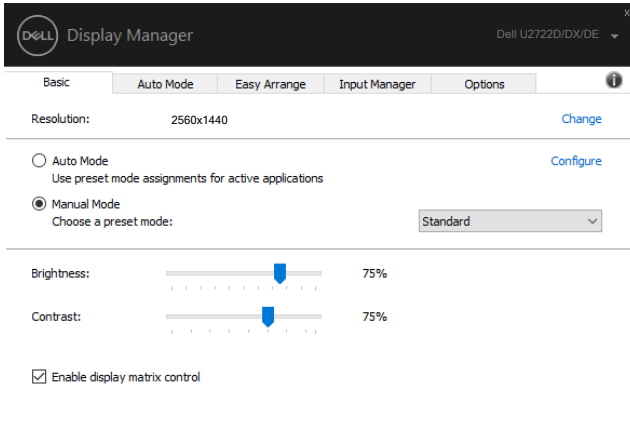 DELL Display Manager
Dell U2722D/DX/DE
x
Basic Auto Mode Easy Arrange Input Manager Options
Resolution: 2560x1440 Change
Auto Mode Configure
Use preset mode assignments for active applications
Manual Mode
Choose a preset mode: Standard
Brightness: 75%
Contrast: 75%
Enable display matrix control